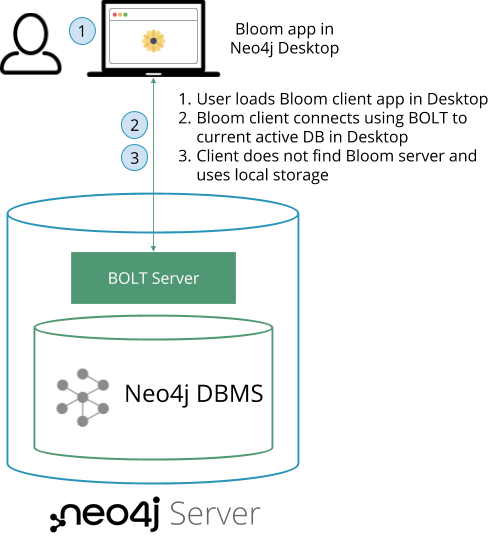 1
Bloom app in
Neo4j Desktop
1. User loads Bloom client app in Desktop
2. Bloom client connects using BOLT to
current active DB in Desktop
3. Client does not find Bloom server and
uses local storage
2
3
BOLT Server
Neo4j DBMS
neo4j Server